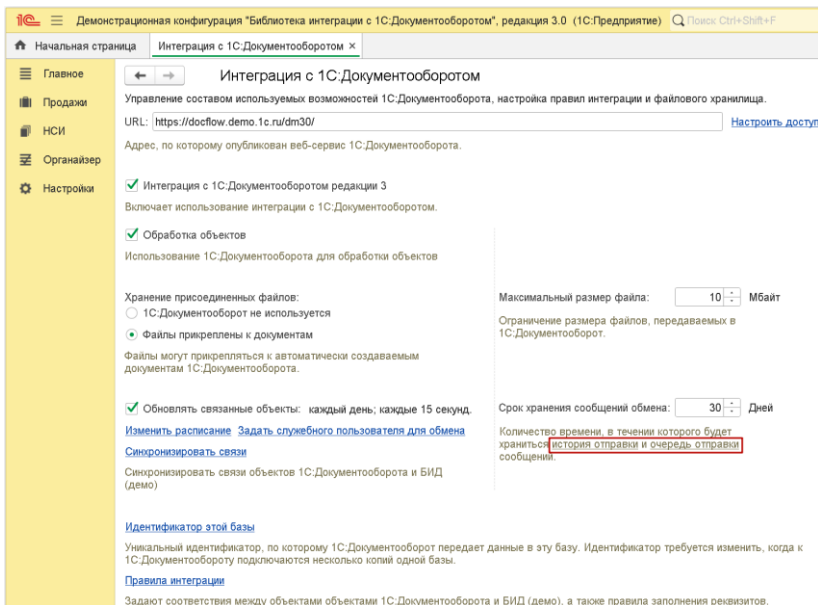 1С Демонстрационная конфигурация "Библиотека интеграции с 1С:Документооборотом", редакция 3.0 (1С:Предприятие) Поиск Ctrl+Shift+F
Начальная страница Интеграция с 1С:Документооборотом ×
Главное
Продажи
НСИ
Органайзер
Настройки
Интеграция с 1С:Документооборотом
Управление составом используемых возможностей 1С:Документооборота, настройка правил интеграции и файлового хранилища.
URL: https://docflow.demo.1c.ru/dm30/ Настроить доступ
Адрес, по которому опубликован веб-сервис 1С:Документооборота.
Интеграция с 1С:Документооборотом редакции 3
Включает использование интеграции с 1С:Документооборотом.
Обработка объектов
Использование 1С:Документооборота для обработки объектов
Хранение присоединенных файлов:
1С:Документооборот не используется
Файлы прикреплены к документам
Файлы могут прикрепляться к автоматически создаваемым
документам 1С:Документооборота.
Максимальный размер файла: 10 Мбайт
Ограничение размера файлов, передаваемых в
1С:Документооборот.
Обновлять связанные объекты: каждый день; каждые 15 секунд.
Изменить расписание Задать служебного пользователя для обмена
Синхронизировать связи
Синхронизировать связи объектов 1С:Документооборота и БИД
(демо)
Срок хранения сообщений обмена: 30 Дней
Количество времени, в течении которого будет
храниться история отправки и очередь отправки
сообщений.
Идентификатор этой базы
Уникальный идентификатор, по которому 1С:Документооборот передает данные в эту базу. Идентификатор требуется изменить, когда к
1С:Документообороту подключаются несколько копий одной базы.
Правила интеграции
Задают соответствия между объектами объектами 1С:Документооборота и БИД (демо), а также правила заполнения реквизитов.